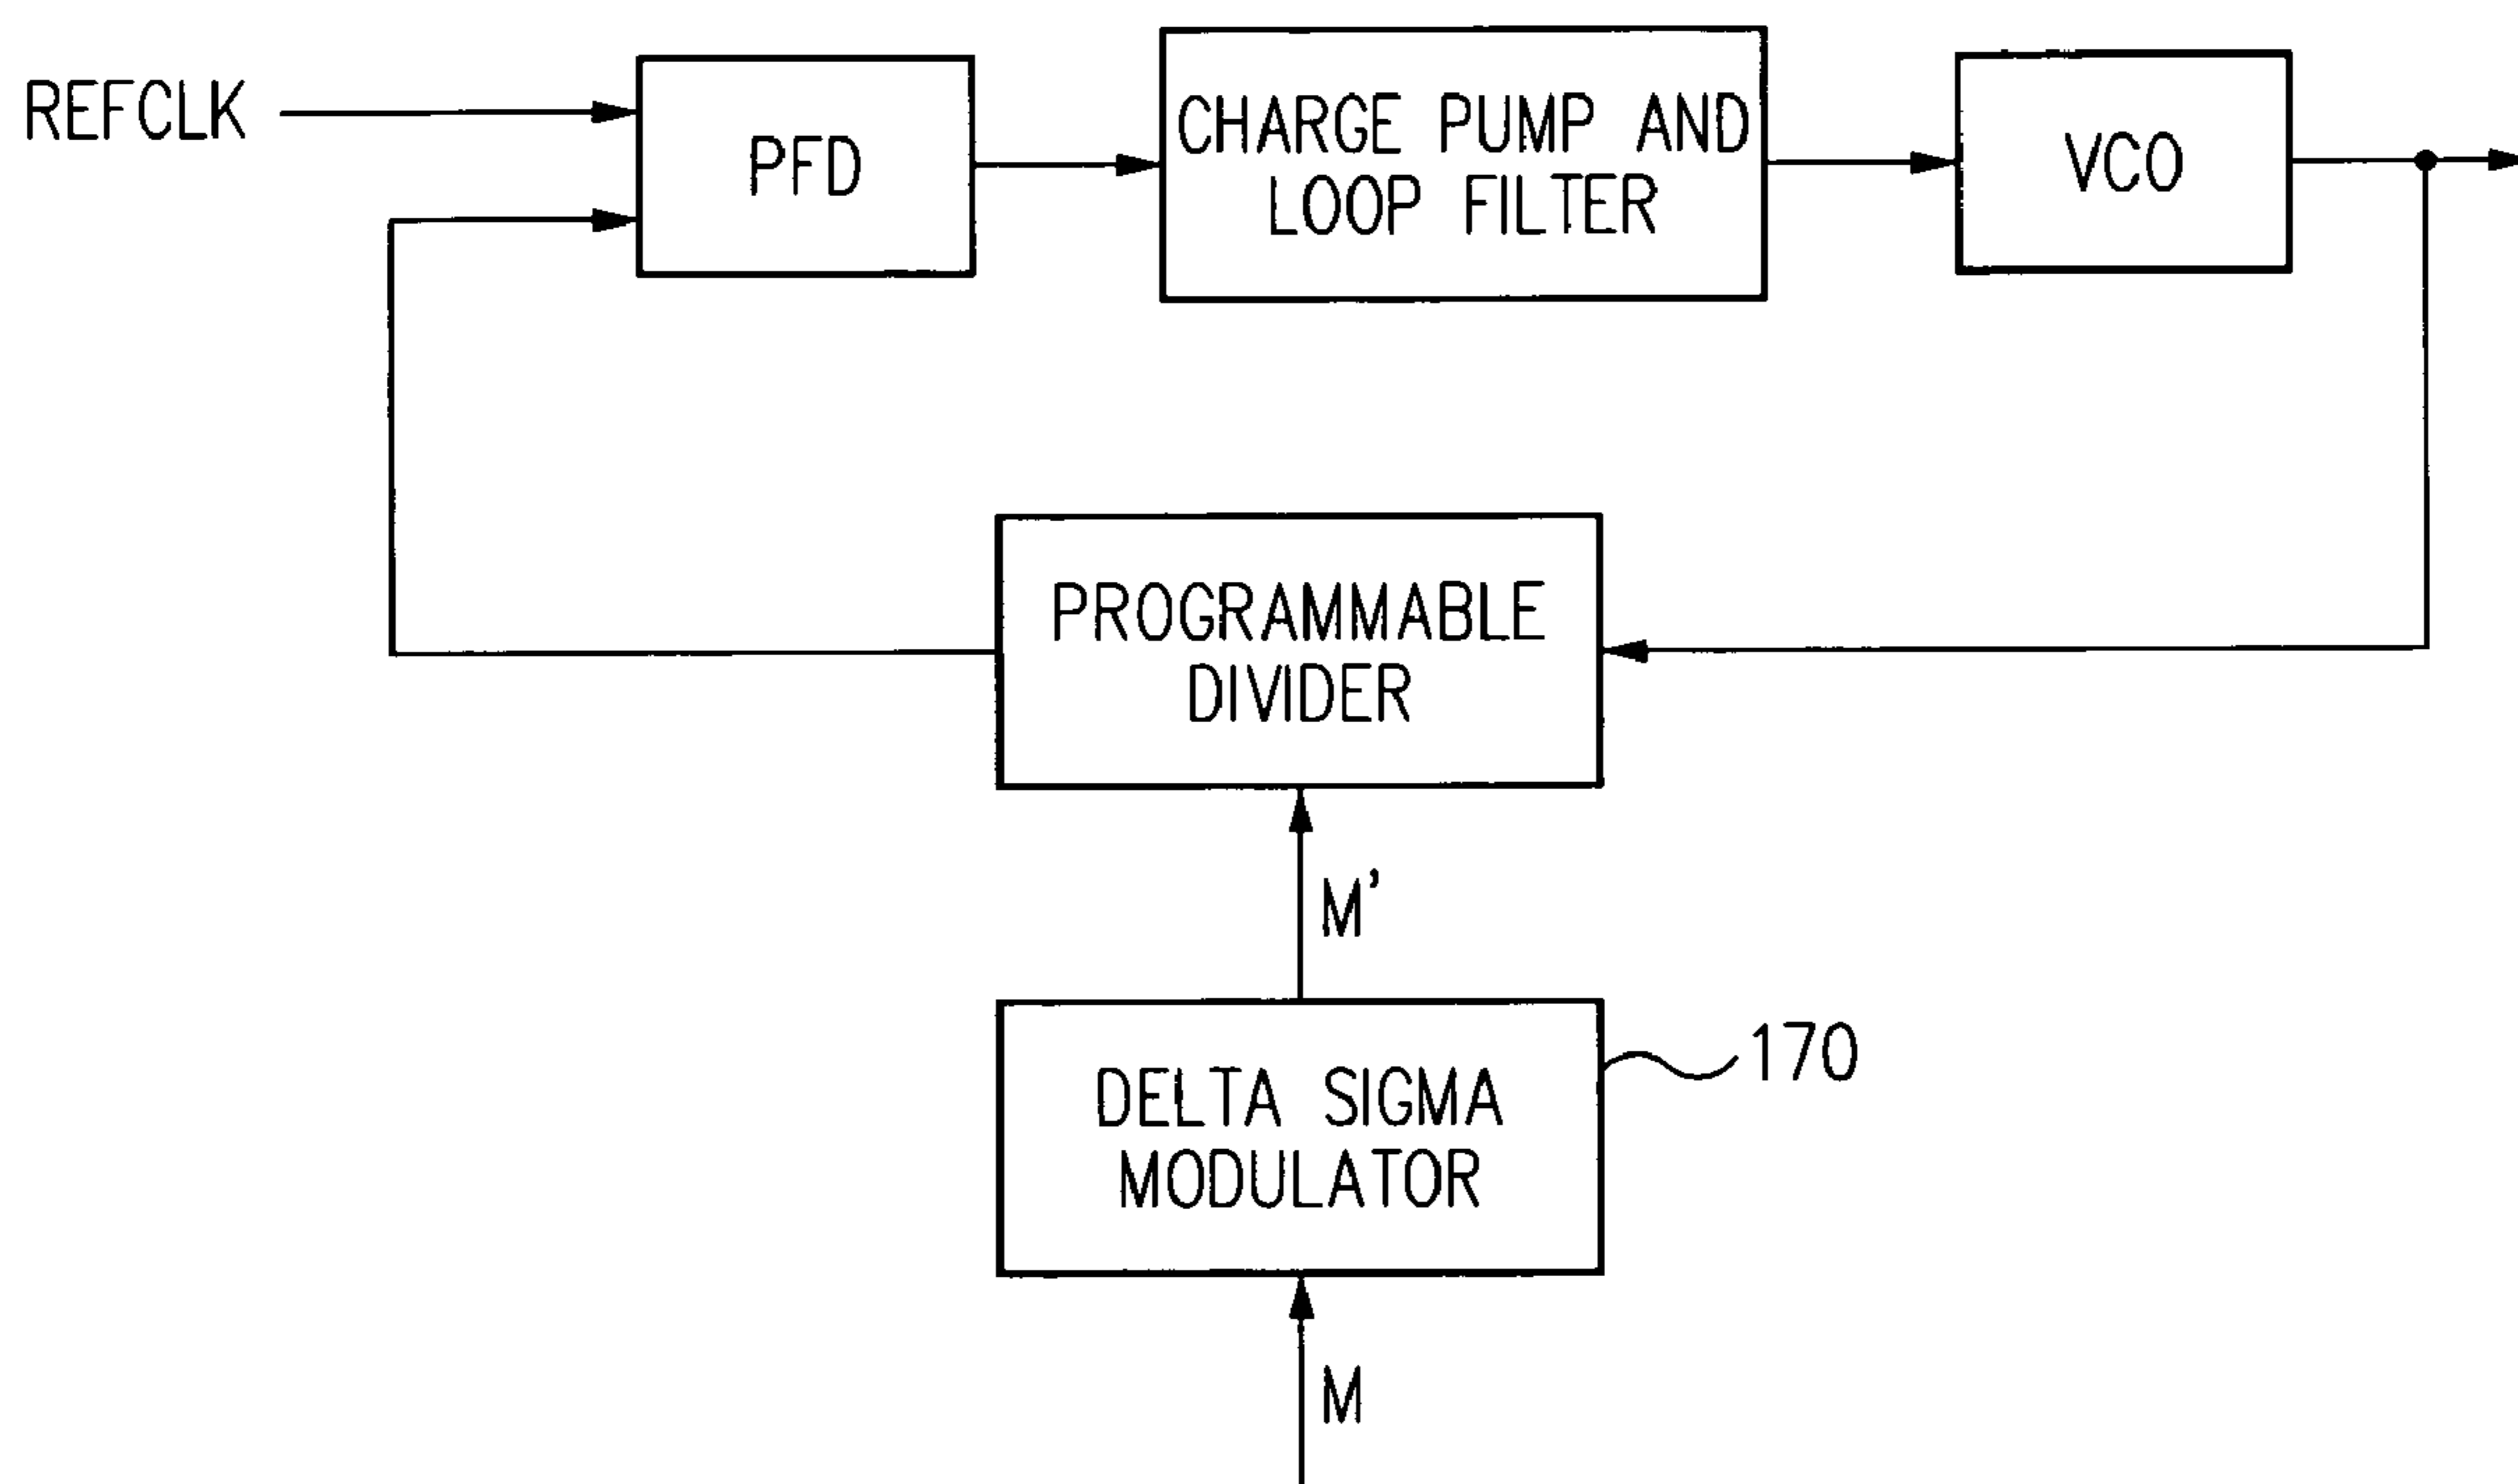 REFCLK
PFD
CHARGE PUMP AND
LOOP FILTER
VCO
PROGRAMMABLE
DIVIDER
M'
DELTA SIGMA
MODULATOR
170
M